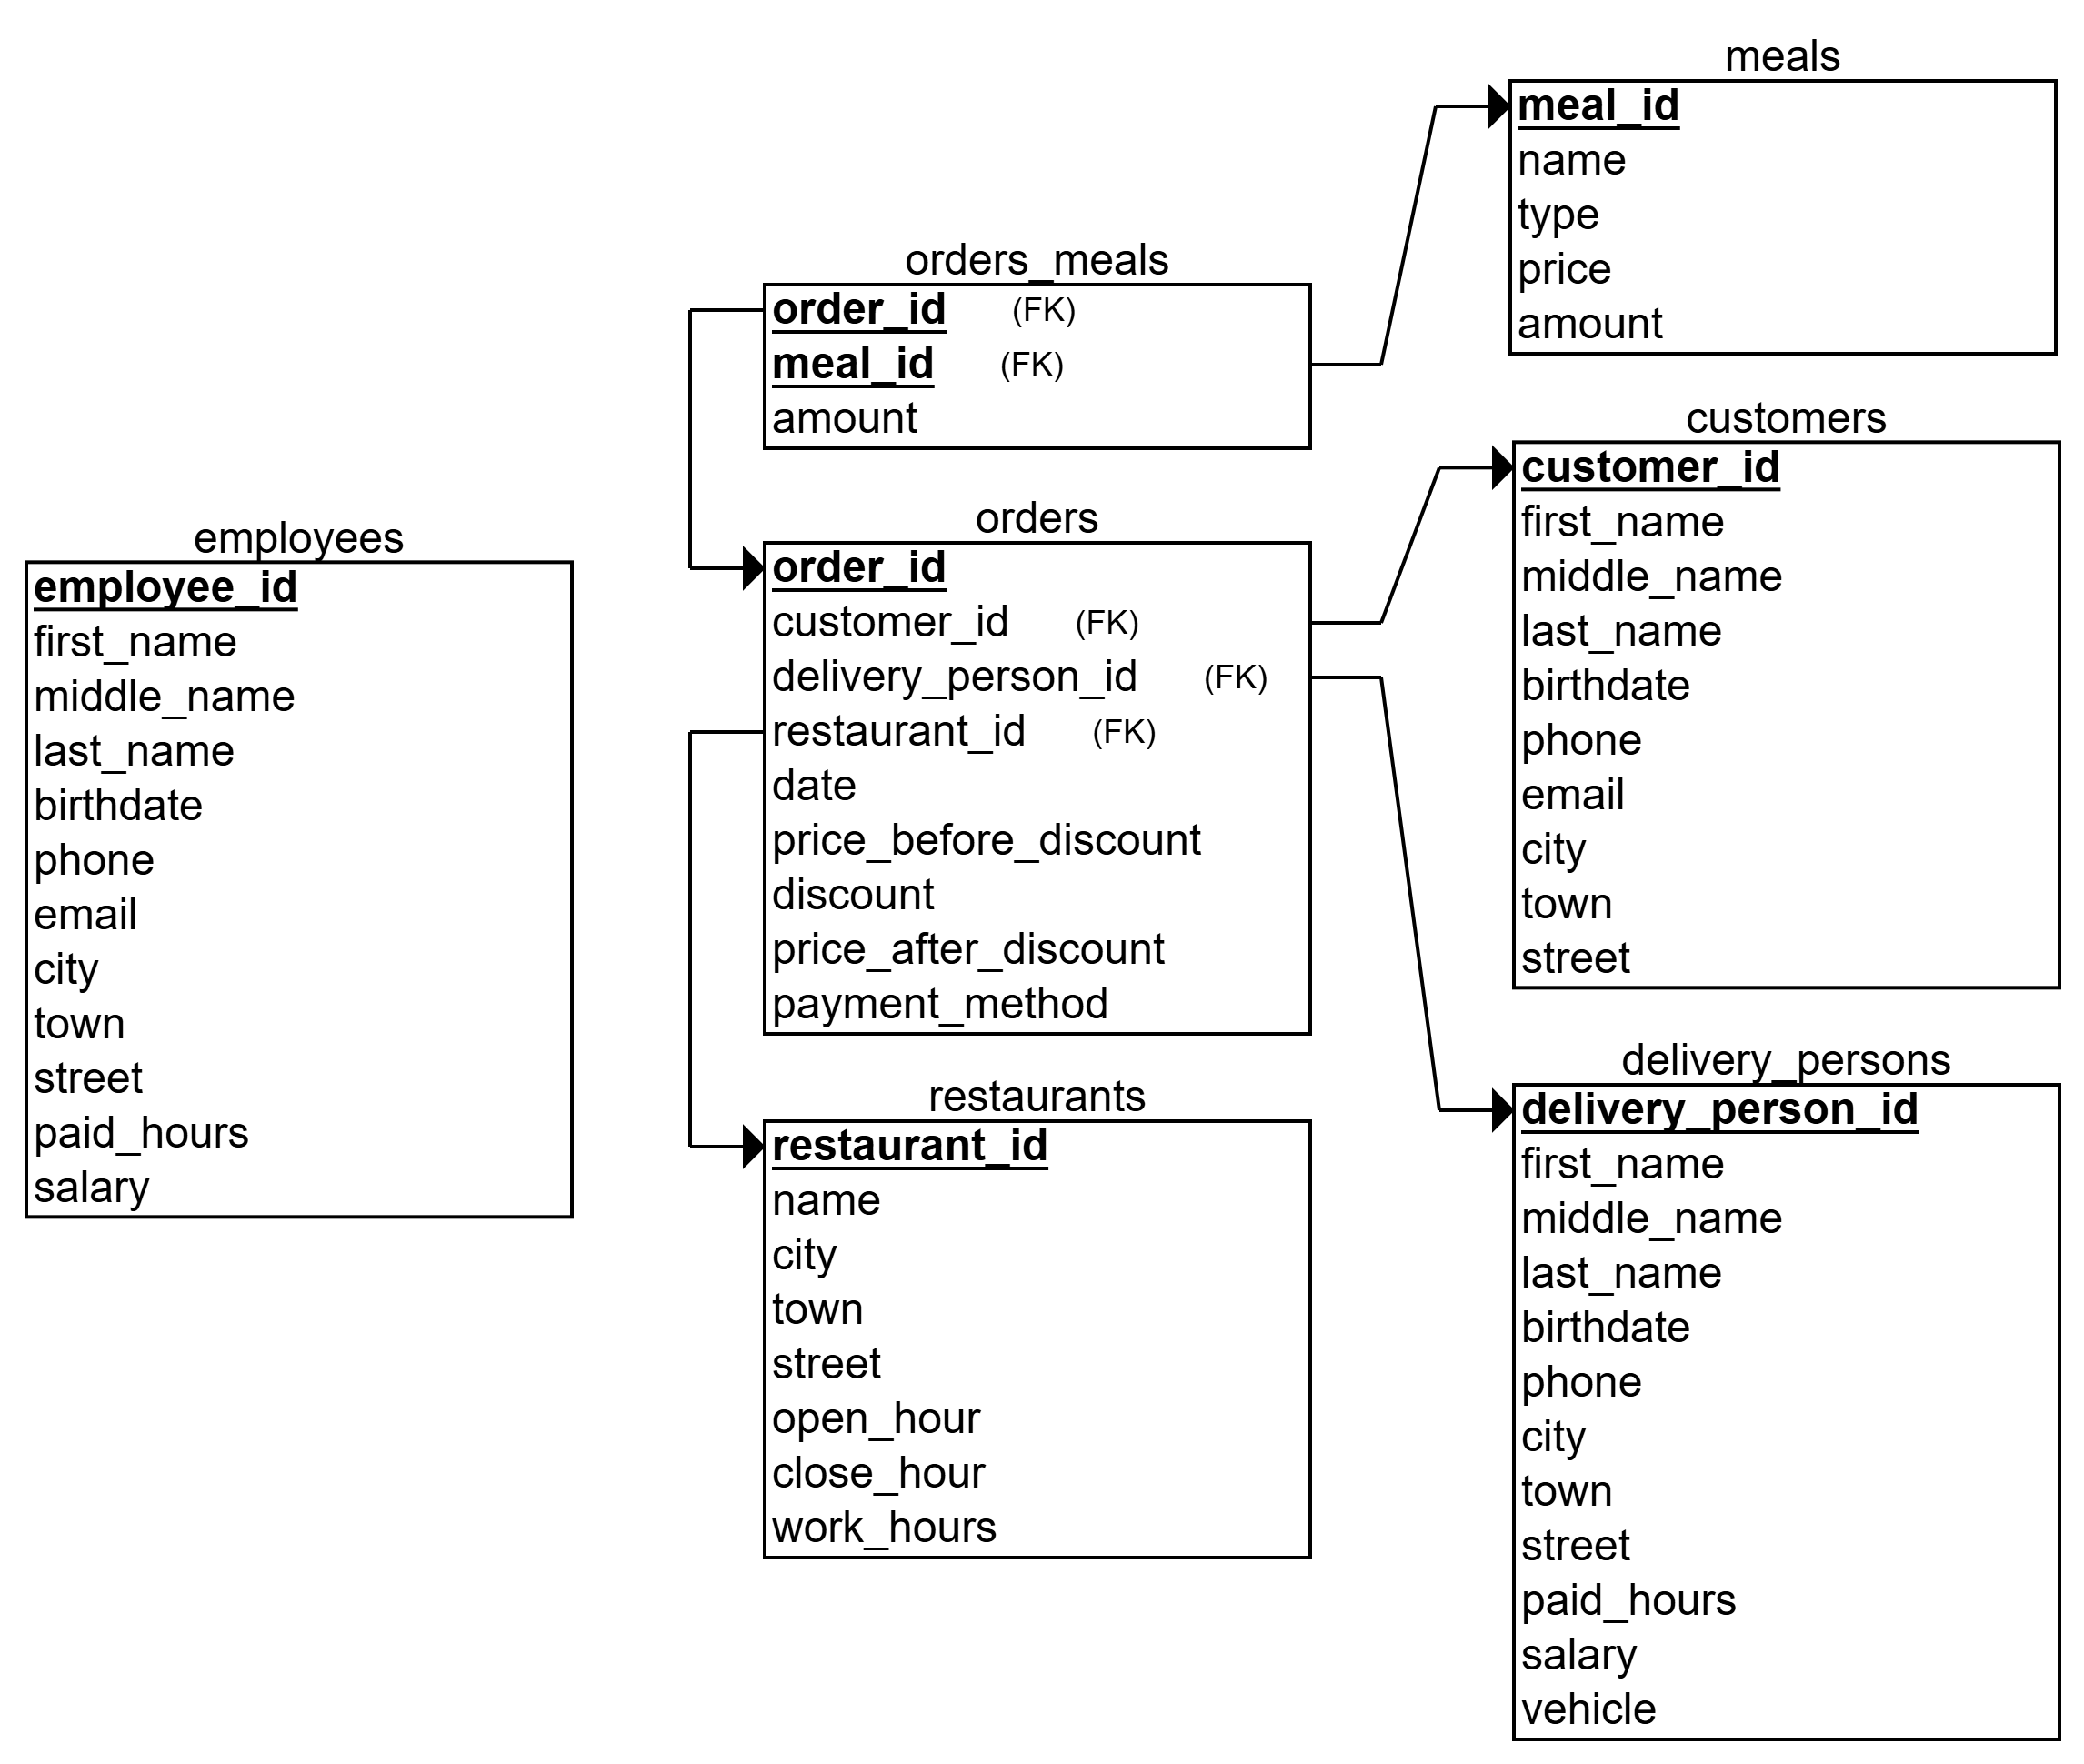 meals
meal_id
name
type
price
amount
orders_meals
order_id (FK)
meal_id (FK)
amount
customers
customer_id
first_name
middle_name
last_name
birthdate
phone
email
city
town
street
orders
order_id
customer_id (FK)
delivery_person_id (FK)
restaurant_id (FK)
date
price_before_discount
discount
price_after_discount
payment_method
employees
employee_id
first_name
middle_name
last_name
birthdate
phone
email
city
town
street
paid_hours
salary
restaurants
restaurant_id
name
city
town
street
open_hour
close_hour
work_hours
delivery_persons
delivery_person_id
first_name
middle_name
last_name
birthdate
phone
city
town
street
paid_hours
salary
vehicle